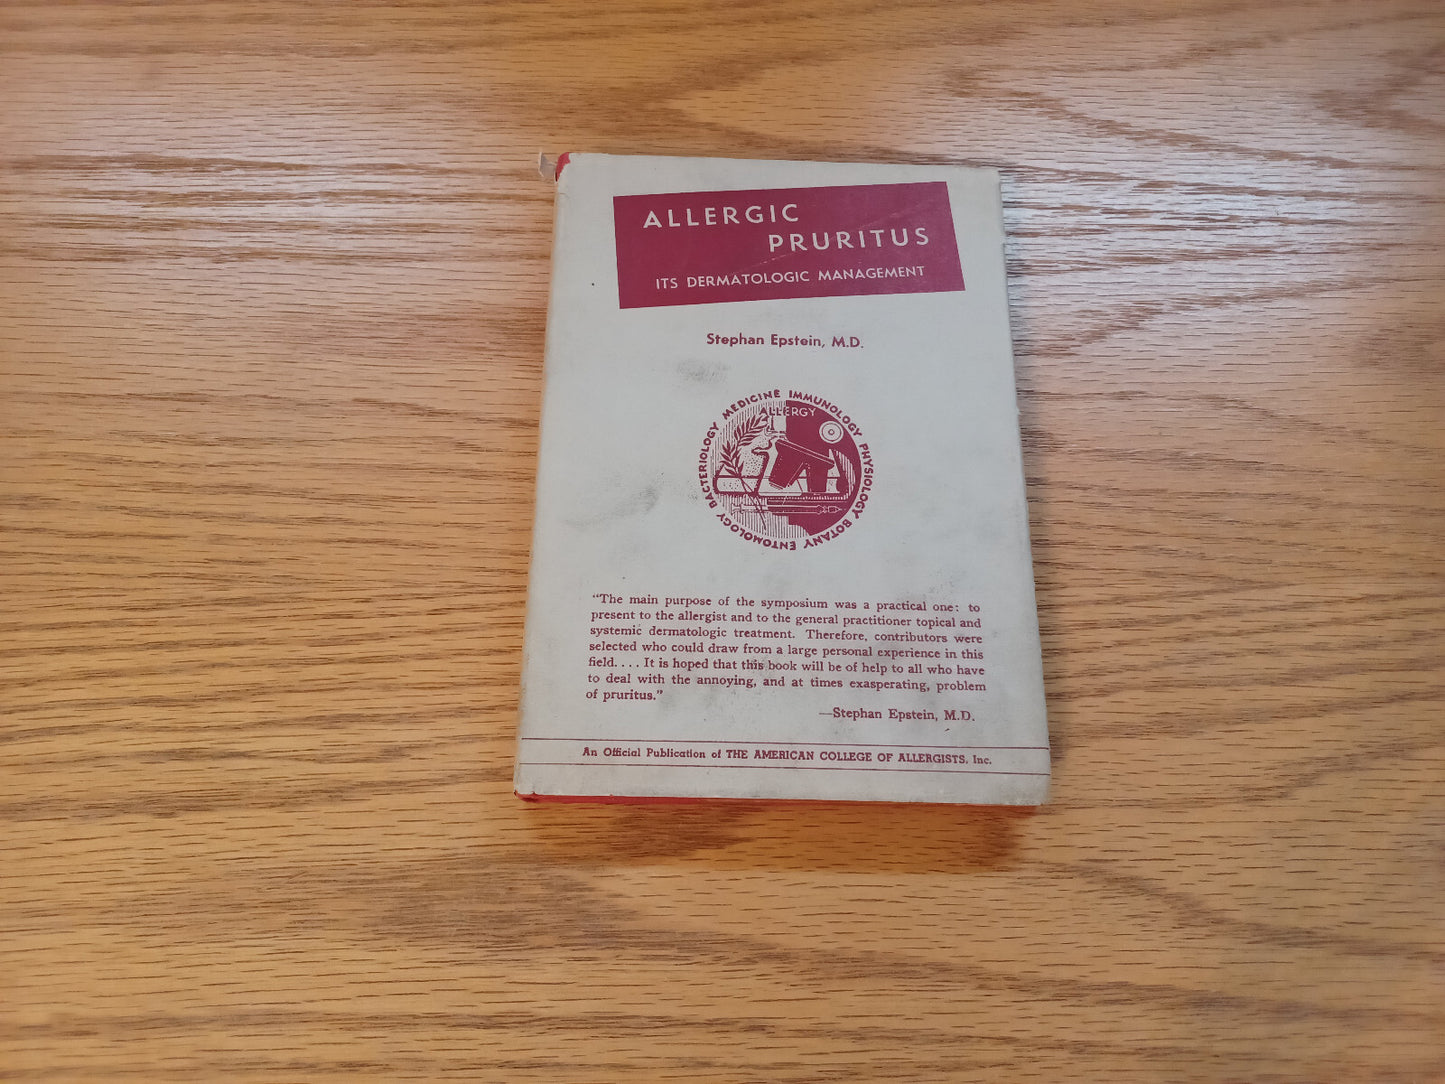 ALLERGIC
PRURITUS
ITS DERMATOLOGIC MANAGEMENT
Stephan Epstein, M.D.
BACTERIOLOGY MEDICINE IMMUNOLOGY PHYSIOLOGY BOTANY ENTOMOLOGY
ALLERGY
"The main purpose of the symposium was a practical one: to
present to the allergist and to the general practitioner topical and
systemic dermatologic treatment. Therefore, contributors were
selected who could draw from a large personal experience in this
field. . . . It is hoped that this book will be of help to all who have
to deal with the annoying, and at times exasperating, problem
of pruritus."
—Stephan Epstein, M.D.
An Official Publication of THE AMERICAN COLLEGE OF ALLERGISTS, Inc.